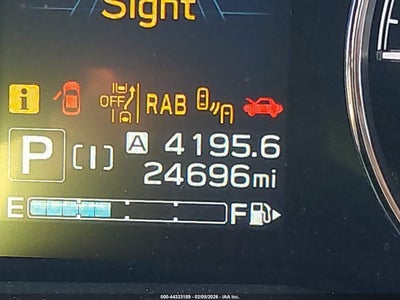 Sight
i
OFF RAB A
P [I] A 4195.6
24696mi
E F
000-44333189 - 02/05/2026 - IAA Inc.